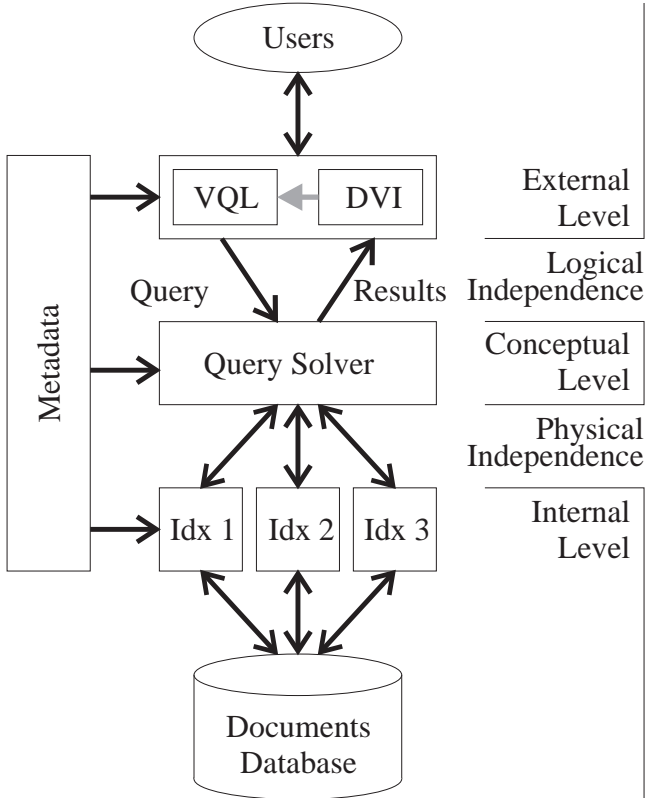 Users
VQL
DVI
External
Level
Query
Results
Logical
Independence
Metadata
Query Solver
Conceptual
Level
Physical
Independence
Idx 1
Idx 2
Idx 3
Internal
Level
Documents
Database